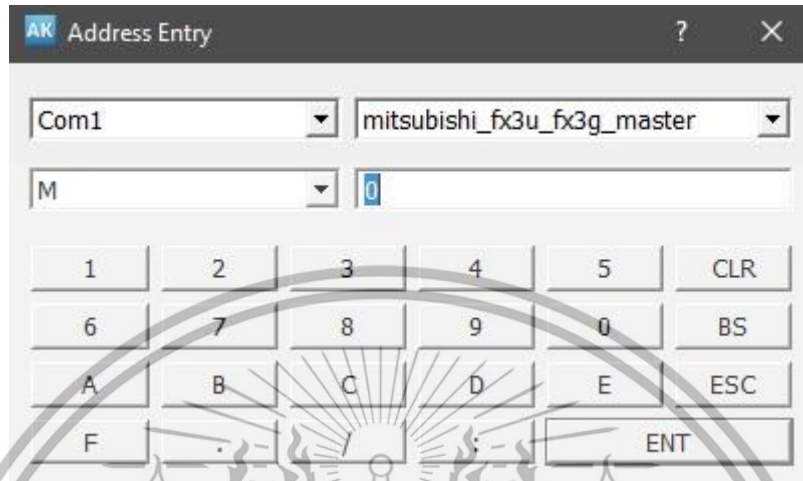 AK Address Entry ? ×
Com1 mitsubishi_fx3u_fx3g_master
M 0
1 2 3 4 5 CLR
6 7 8 9 0 BS
A B C D E ESC
F . / : ENT